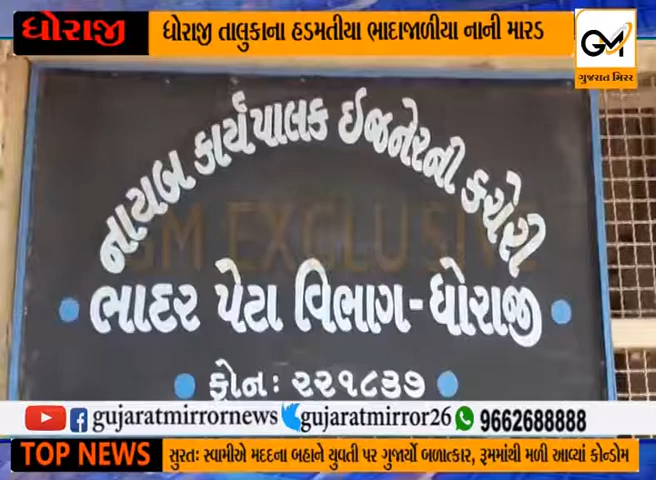 ધોરાજી
ધોરાજી તાલુકાના હડમતીયા ભાદાજાળીયા નાની મારડ
GM
ગુજરાત મિરર
નાયબ કાર્યપાલક ઈજનેરની કચેરી
GM EXCLUSIVE
ભાદર પેટા વિભાગ-ધોરાજી
ફોન: ૨૨૧૮૩૭
gujaratmirrornews gujaratmirror26 9662688888
TOP NEWS સુરત: સ્વામીએ મદદના બહાને યુવતી પર ગુજાર્યો બળાત્કાર, રૂમમાંથી મળી આવ્યાં કોન્ડોમ